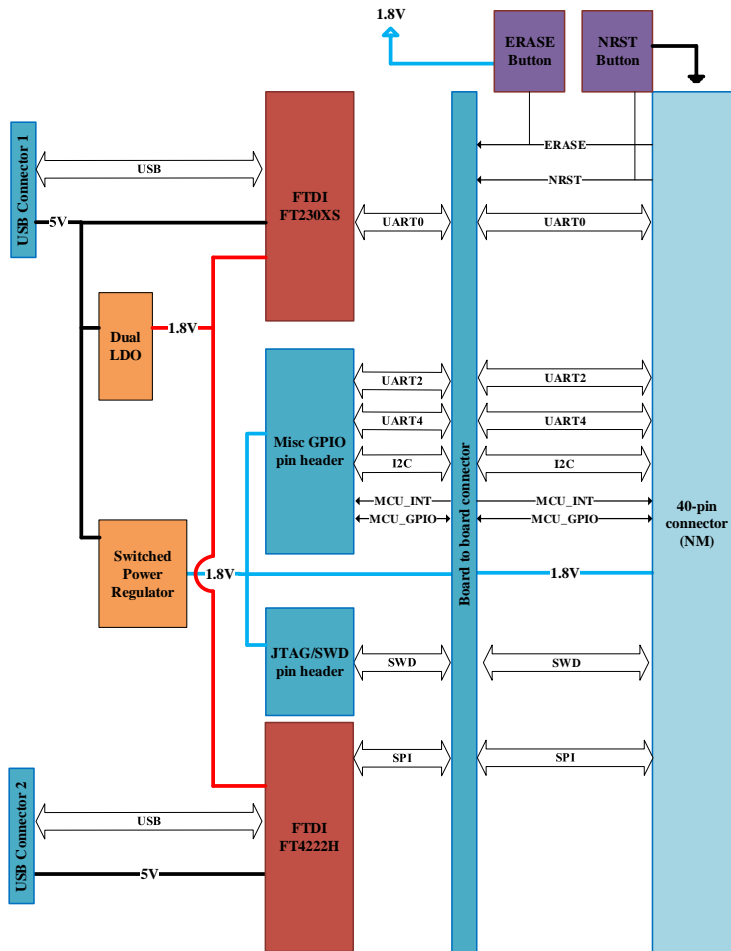 1.8V
ERASE
Button
NRST
Button
USB Connector 1
USB
5V
FTDI
FT230XS
ERASE
NRST
UART0
UART0
Dual
LDO
1.8V
Misc GPIO
pin header
UART2
UART4
I2C
MCU_INT
MCU_GPIO
Board to board connector
UART2
UART4
I2C
MCU_INT
MCU_GPIO
40-pin
connector
(NM)
Switched
Power
Regulator
1.8V
1.8V
JTAG/SWD
pin header
SWD
SWD
USB Connector 2
USB
5V
FTDI
FT4222H
SPI
SPI